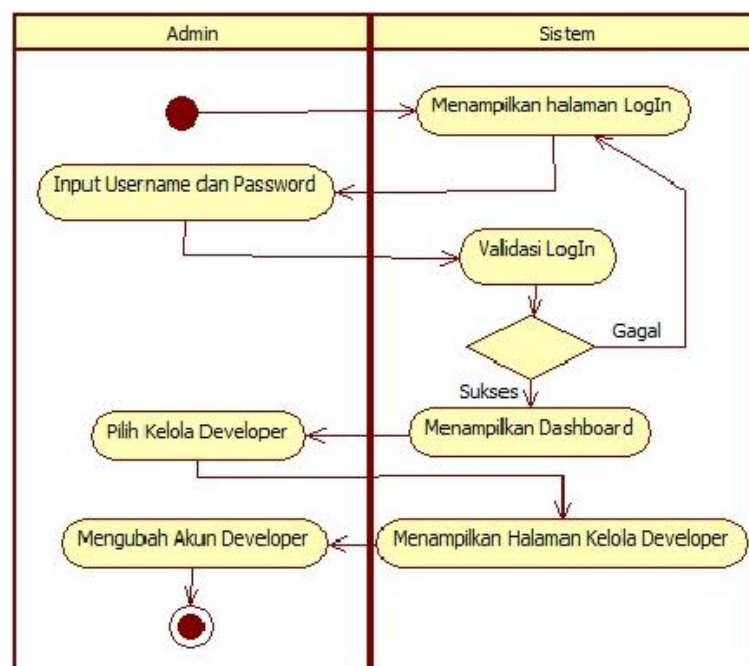 Admin
Sistem
Menampilkan halaman LogIn
Input Username dan Password
Validasi LogIn
Gagal
Sukses
Menampilkan Dashboard
Pilih Kelola Developer
Menampilkan Halaman Kelola Developer
Mengubah Akun Developer